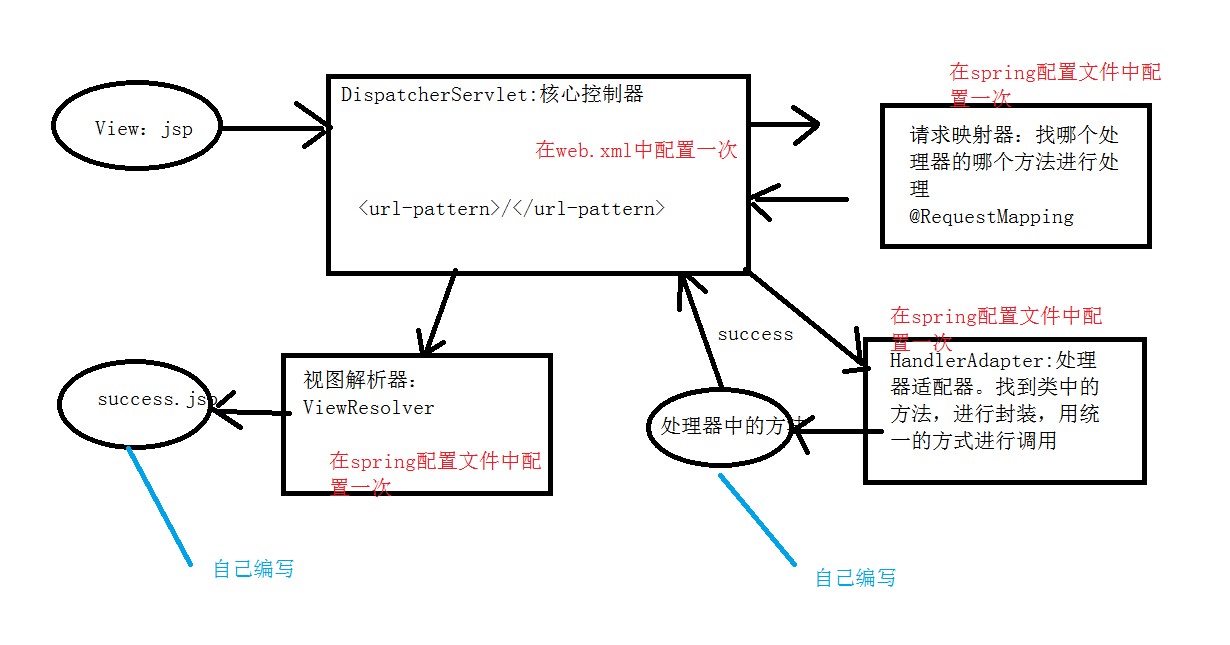 View：jsp
DispatcherServlet:核心控制器
在web.xml中配置一次
<url-pattern>/</url-pattern>
在spring配置文件中配
置一次
请求映射器：找哪个处
理器的哪个方法进行处
理
@RequestMapping
success
在spring配置文件中配
置一次
HandlerAdapter:处理
器适配器。找到类中的
方法，进行封装，用统
一的方式进行调用
处理器中的方法
视图解析器：
ViewResolver
在spring配置文件中配
置一次
success.jsp
自己编写
自己编写